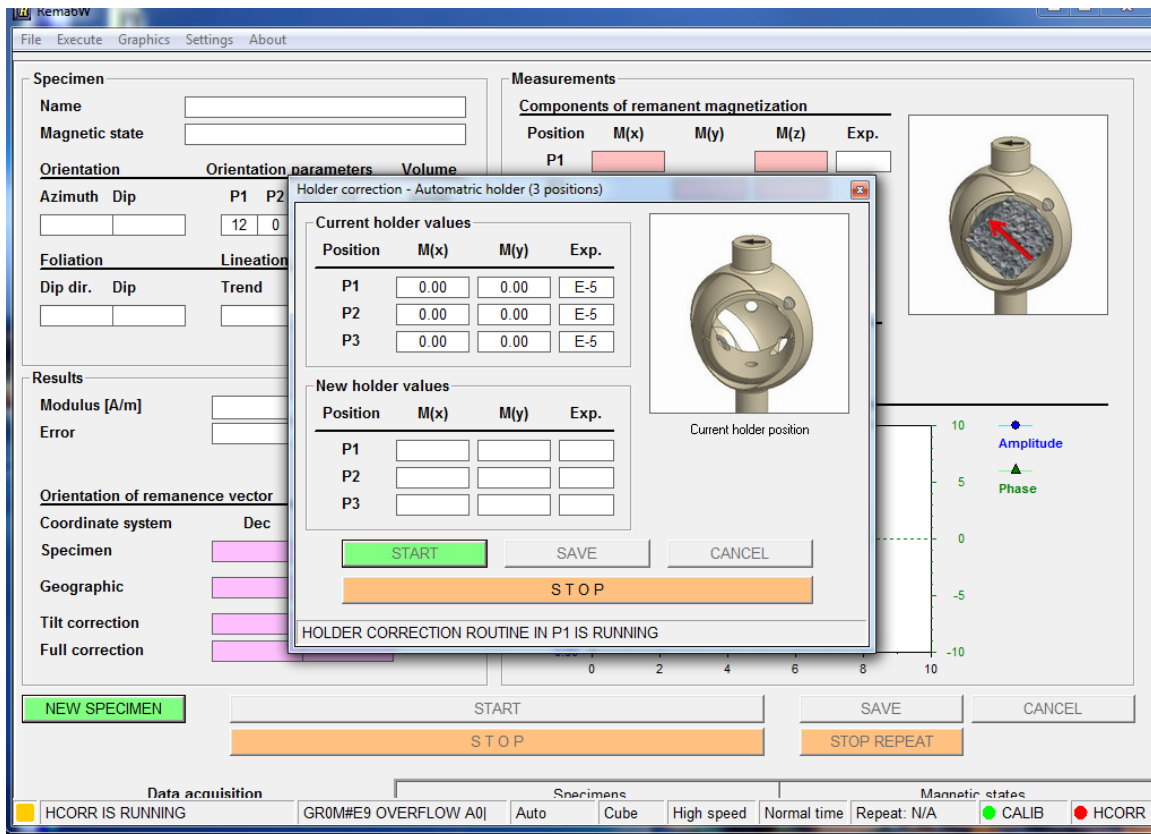 Rema6W
File Execute Graphics Settings About
Specimen
Name
Magnetic state
Orientation Orientation parameters Volume
Azimuth Dip P1 P2
12 0
Foliation Lineation
Dip dir. Dip Trend
Results
Modulus [A/m]
Error
Orientation of remanence vector
Coordinate system Dec
Specimen
Geographic
Tilt correction
Full correction
Measurements
Components of remanent magnetization
Position M(x) M(y) M(z) Exp.
P1
Holder correction - Automatric holder (3 positions)
Current holder values
Position M(x) M(y) Exp.
P1 0.00 0.00 E-5
P2 0.00 0.00 E-5
P3 0.00 0.00 E-5
New holder values
Position M(x) M(y) Exp.
P1
P2
P3
Current holder position
START SAVE CANCEL
STOP
HOLDER CORRECTION ROUTINE IN P1 IS RUNNING
10
5
0
-5
-10
Amplitude
Phase
0 2 4 6 8 10
NEW SPECIMEN START SAVE CANCEL
STOP STOP REPEAT
Data acquisition Specimens Magnetic states
HCORR IS RUNNING GR0M#E9 OVERFLOW A0| Auto Cube High speed Normal time Repeat: N/A CALIB HCORR